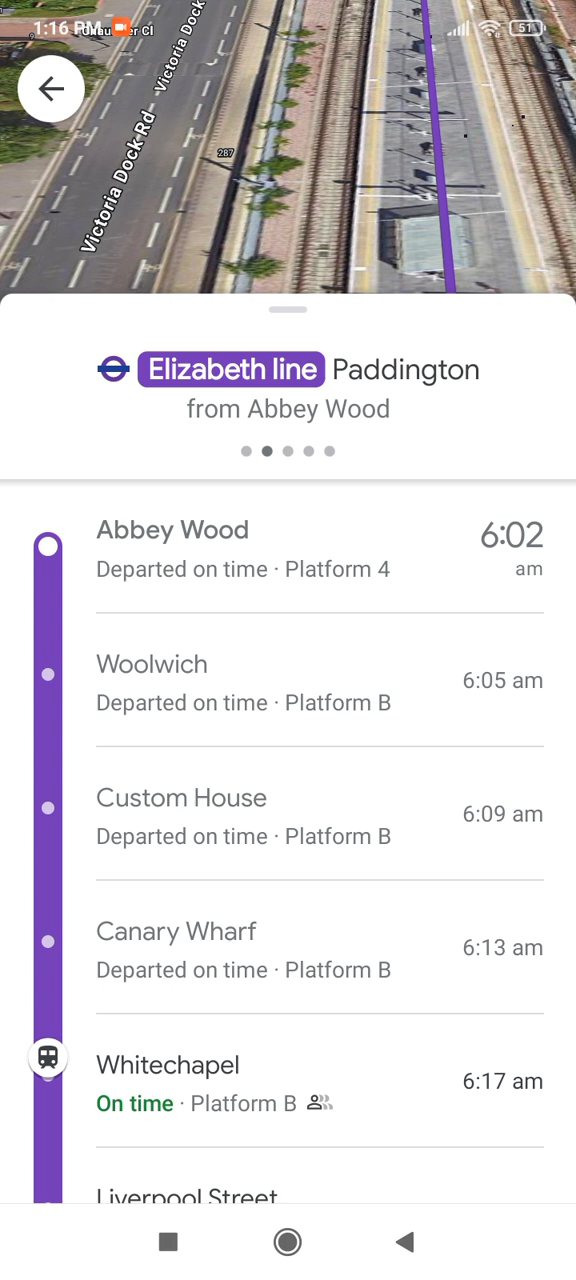 1:16 PM
er Cl
Victoria Dock
Victoria Dock Rd
287
51
Elizabeth line Paddington
from Abbey Wood
Abbey Wood
6:02
Departed on time · Platform 4
am
Woolwich
6:05 am
Departed on time · Platform B
Custom House
6:09 am
Departed on time · Platform B
Canary Wharf
6:13 am
Departed on time · Platform B
Whitechapel
6:17 am
On time · Platform B
Liverpool Street